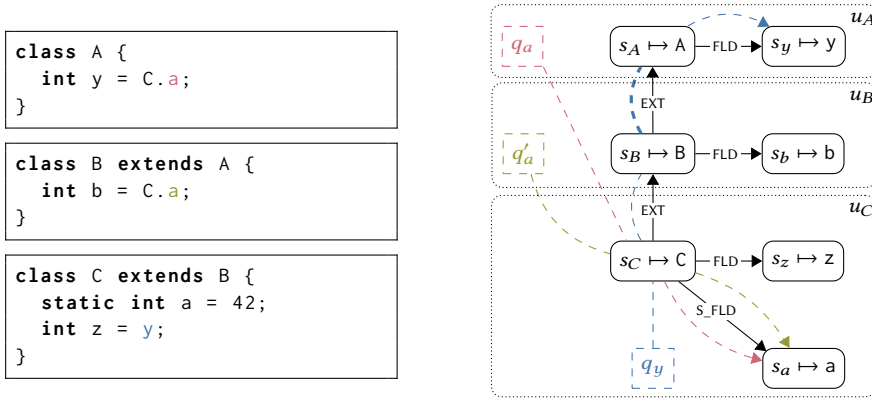 class A {
  int y = C.a;
}
class B extends A {
  int b = C.a;
}
class C extends B {
  static int a = 42;
  int z = y;
}
u_A
q_a
s_A ↦ A
FLD
s_y ↦ y
EXT
u_B
q'_a
s_B ↦ B
FLD
s_b ↦ b
EXT
u_C
s_C ↦ C
FLD
s_z ↦ z
S_FLD
q_y
s_a ↦ a